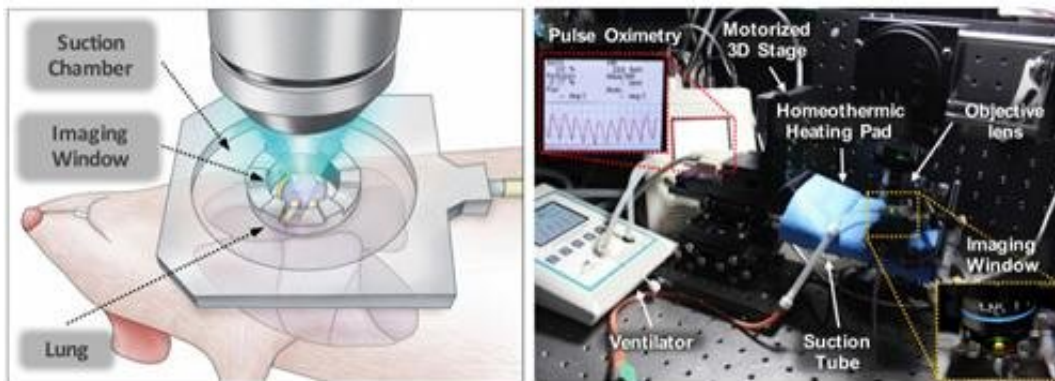 Suction
Chamber
Imaging
Window
Lung
Pulse Oximetry
Motorized
3D Stage
Homeothermic
Heating Pad
Objective
lens
Imaging
Window
Ventilator
Suction
Tube